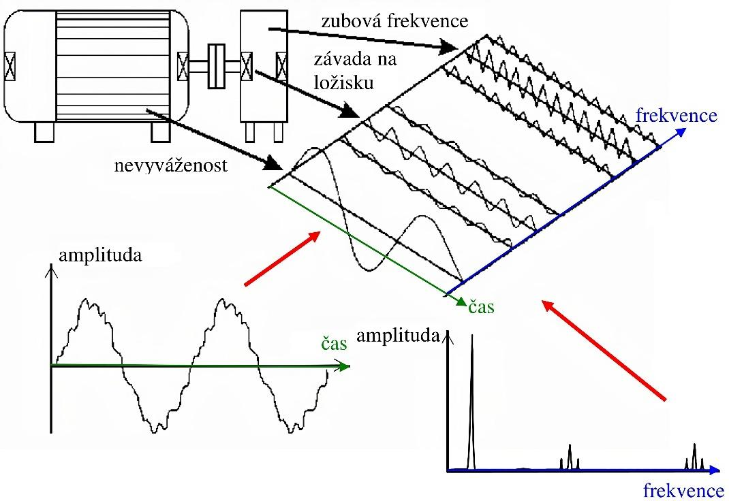 zubová frekvence
závada na
ložisku
frekvence
nevyváženost
amplituda
čas
čas
amplituda
frekvence